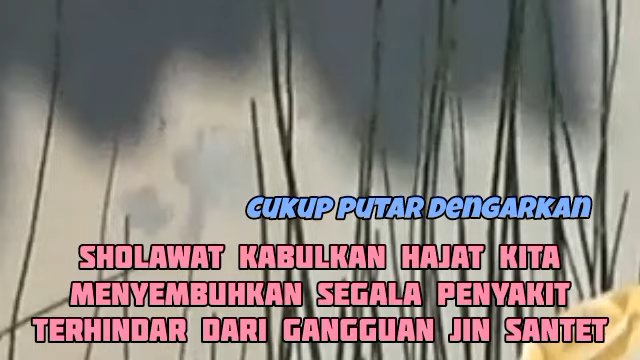 CUKUP PUTAR DENGARKAN
SHOLAWAT KABULKAN HAJAT KITA
MENYEMBUHKAN SEGALA PENYAKIT
TERHINDAR DARI GANGGUAN JIN SANTET